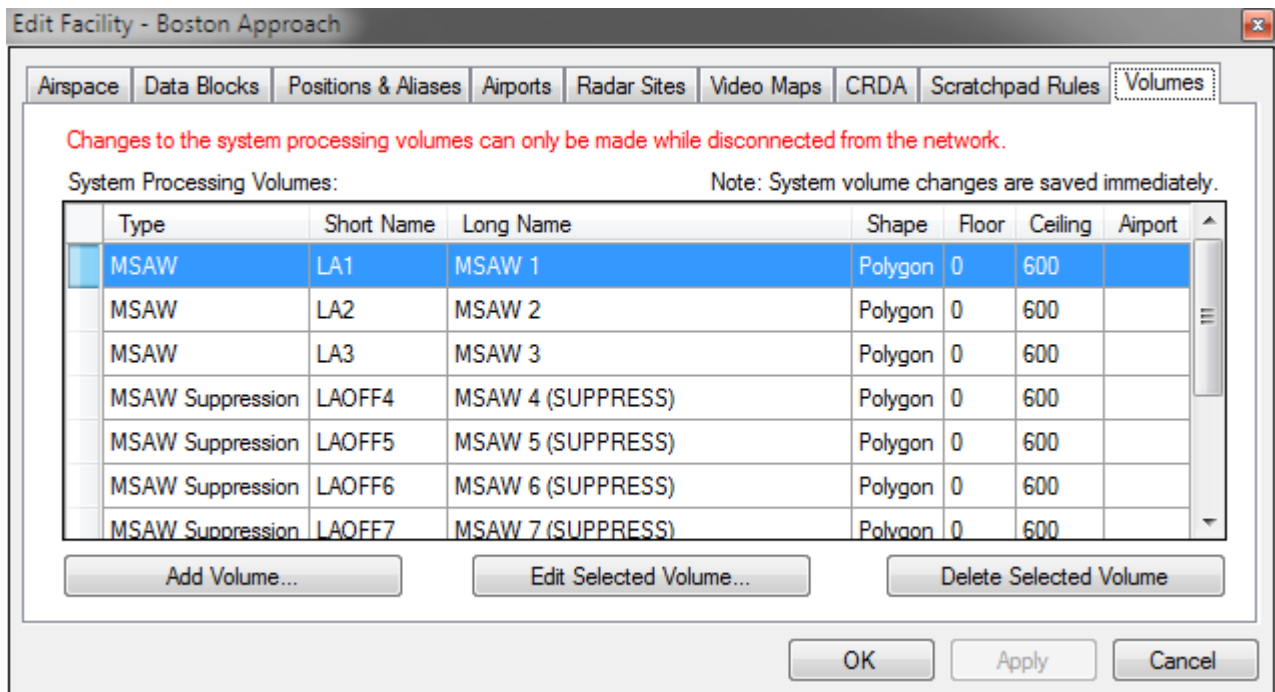 Edit Facility - Boston Approach
Airspace Data Blocks Positions & Aliases Airports Radar Sites Video Maps CRDA Scratchpad Rules Volumes
Changes to the system processing volumes can only be made while disconnected from the network.
System Processing Volumes: Note: System volume changes are saved immediately.
Type Short Name Long Name Shape Floor Ceiling Airport
MSAW LA1 MSAW 1 Polygon 0 600
MSAW LA2 MSAW 2 Polygon 0 600
MSAW LA3 MSAW 3 Polygon 0 600
MSAW Suppression LAOFF4 MSAW 4 (SUPPRESS) Polygon 0 600
MSAW Suppression LAOFF5 MSAW 5 (SUPPRESS) Polygon 0 600
MSAW Suppression LAOFF6 MSAW 6 (SUPPRESS) Polygon 0 600
MSAW Suppression LAOFF7 MSAW 7 (SUPPRESS) Polygon 0 600
Add Volume... Edit Selected Volume... Delete Selected Volume
OK Apply Cancel